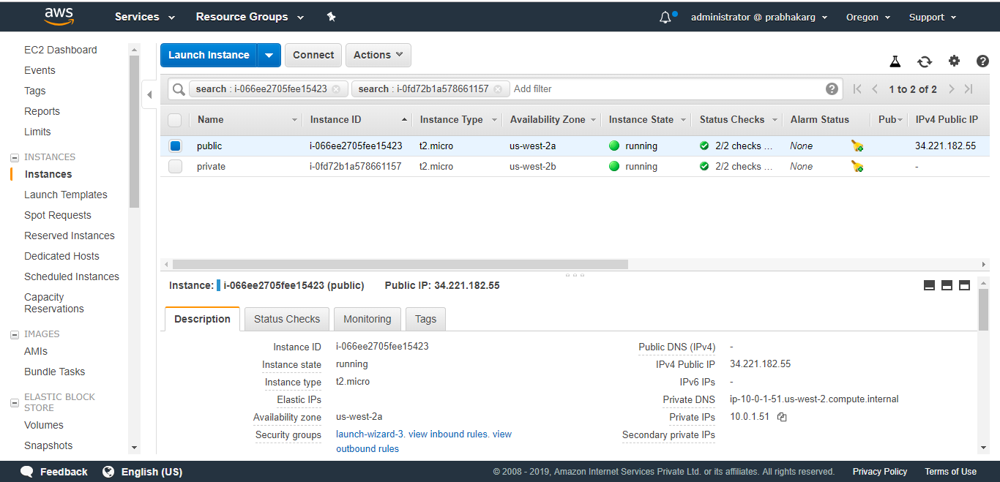 aws Services Resource Groups administrator @ prabhakarg Oregon Support
EC2 Dashboard
Events
Tags
Reports
Limits
INSTANCES
Instances
Launch Templates
Spot Requests
Reserved Instances
Dedicated Hosts
Scheduled Instances
Capacity
Reservations
IMAGES
AMIs
Bundle Tasks
ELASTIC BLOCK
STORE
Volumes
Snapshots
Launch Instance Connect Actions
search : i-066ee2705fee15423 search : i-0fd72b1a578661157 Add filter 1 to 2 of 2
Name Instance ID Instance Type Availability Zone Instance State Status Checks Alarm Status Pub IPv4 Public IP
public i-066ee2705fee15423 t2.micro us-west-2a running 2/2 checks ... None 34.221.182.55
private i-0fd72b1a578661157 t2.micro us-west-2b running 2/2 checks ... None -
Instance: i-066ee2705fee15423 (public) Public IP: 34.221.182.55
Description Status Checks Monitoring Tags
Instance ID i-066ee2705fee15423 Public DNS (IPv4) -
Instance state running IPv4 Public IP 34.221.182.55
Instance type t2.micro IPv6 IPs -
Elastic IPs Private DNS ip-10-0-1-51.us-west-2.compute.internal
Availability zone us-west-2a Private IPs 10.0.1.51
Security groups launch-wizard-3. view inbound rules. view Secondary private IPs
outbound rules
Feedback English (US) © 2008 - 2019, Amazon Internet Services Private Ltd. or its affiliates. All rights reserved. Privacy Policy Terms of Use